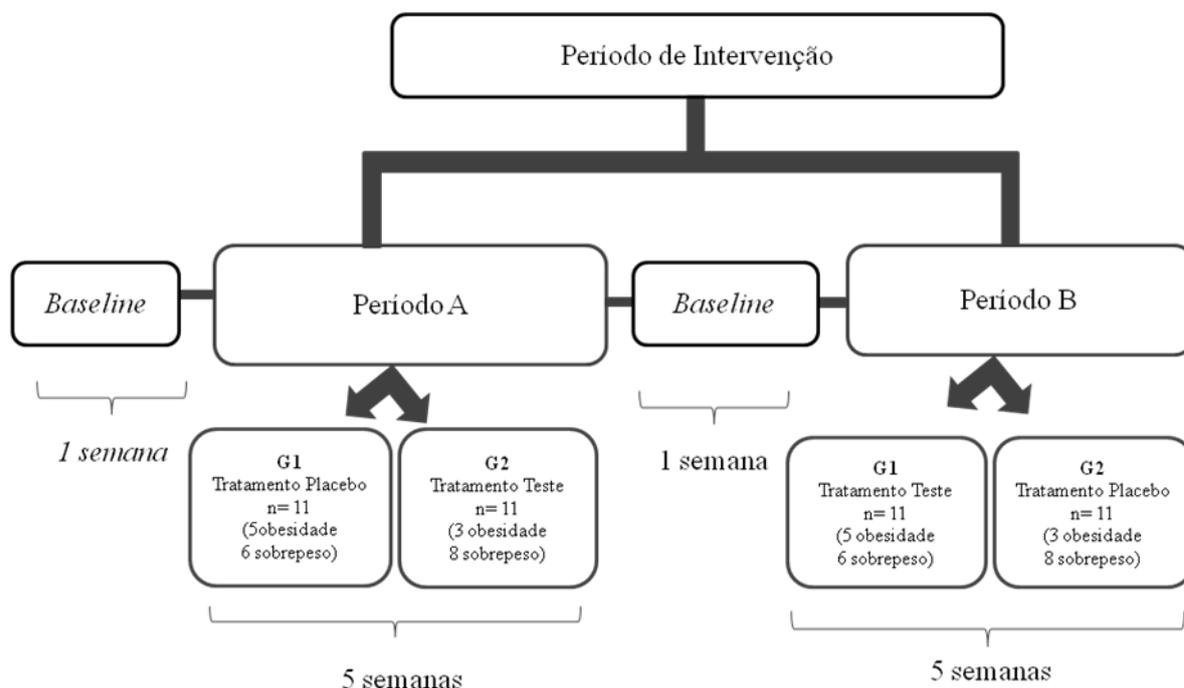 Período de Intervenção
Baseline
Período A
Baseline
Período B
1 semana
G1
Tratamento Placebo
n= 11
(5obesidade
6 sobrepeso)
G2
Tratamento Teste
n= 11
(3 obesidade
8 sobrepeso)
5 semanas
1 semana
G1
Tratamento Teste
n= 11
(5 obesidade
6 sobrepeso)
G2
Tratamento Placebo
n= 11
(3 obesidade
8 sobrepeso)
5 semanas